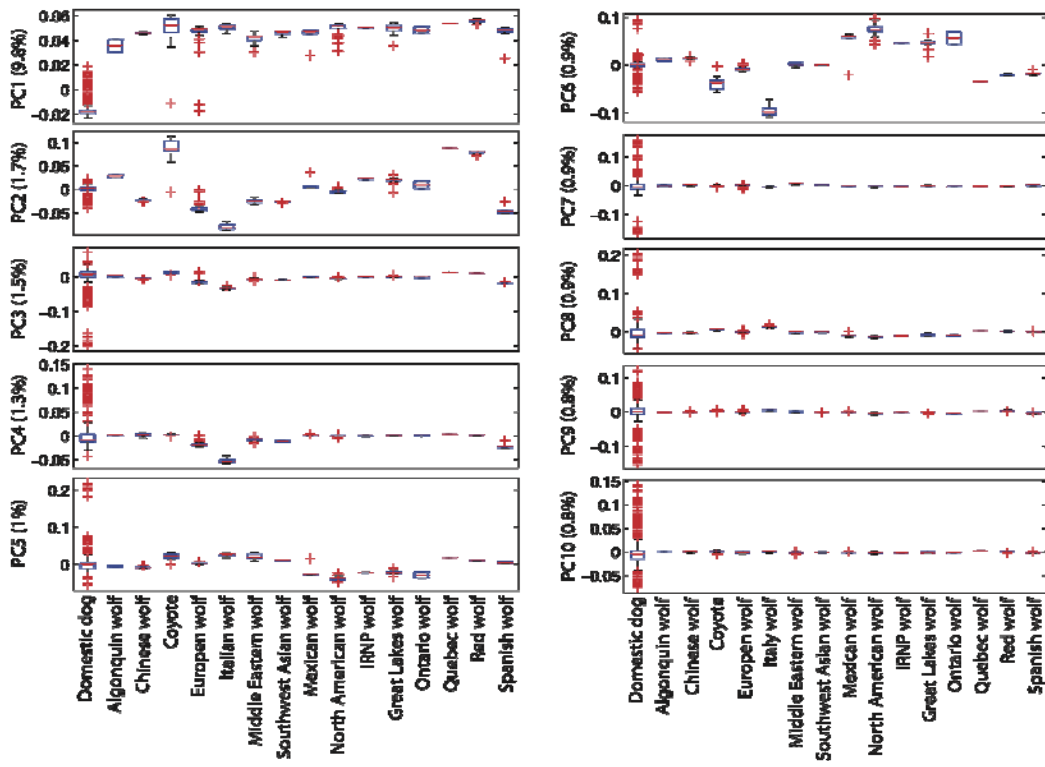 PC1 (9.8%)
0.06
0.04
0.02
0
−0.02
PC2 (1.7%)
0.1
0.05
0
−0.05
PC3 (1.5%)
0
−0.1
−0.2
PC4 (1.3%)
0.15
0.1
0.05
0
−0.05
PC5 (1%)
0.2
0.1
0
Domestic dog
Algonquin wolf
Chinese wolf
Coyote
Europen wolf
Italian wolf
Middle Eastern wolf
Southwest Asian wolf
Mexican wolf
North American wolf
IRNP wolf
Great Lakes wolf
Ontario wolf
Quebec wolf
Red wolf
Spanish wolf
PC6 (0.9%)
0.1
0
−0.1
PC7 (0.9%)
0.1
0
−0.1
PC8 (0.9%)
0.2
0.1
0
PC9 (0.8%)
0.1
0
−0.1
PC10 (0.8%)
0.15
0.1
0.05
0
−0.05
Domestic dog
Algonquin wolf
Chinese wolf
Coyote
Europen wolf
Italy wolf
Middle Eastern wolf
Southwest Asian wolf
Mexican wolf
North American wolf
IRNP wolf
Great Lakes wolf
Ontario wolf
Quebec wolf
Red wolf
Spanish wolf